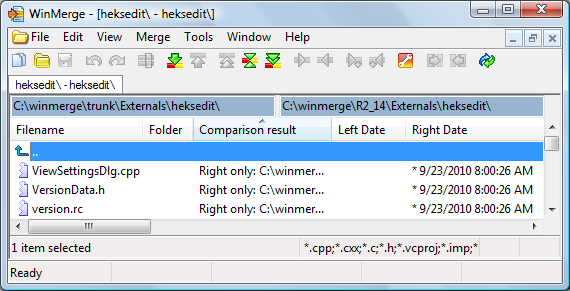 WinMerge - [heksedit\ - heksedit\]
File Edit View Merge Tools Window Help
heksedit\ - heksedit\
C:\winmerge\trunk\Externals\heksedit\ C:\winmerge\R2_14\Externals\heksedit\
Filename Folder Comparison result Left Date Right Date
..
ViewSettingsDlg.cpp Right only: C:\winmer... * 9/23/2010 8:00:26 AM
VersionData.h Right only: C:\winmer... * 9/23/2010 8:00:26 AM
version.rc Right only: C:\winmer... * 9/23/2010 8:00:26 AM
1 item selected *.cpp;*.cxx;*.c;*.h;*.vcproj;*.imp;*
Ready